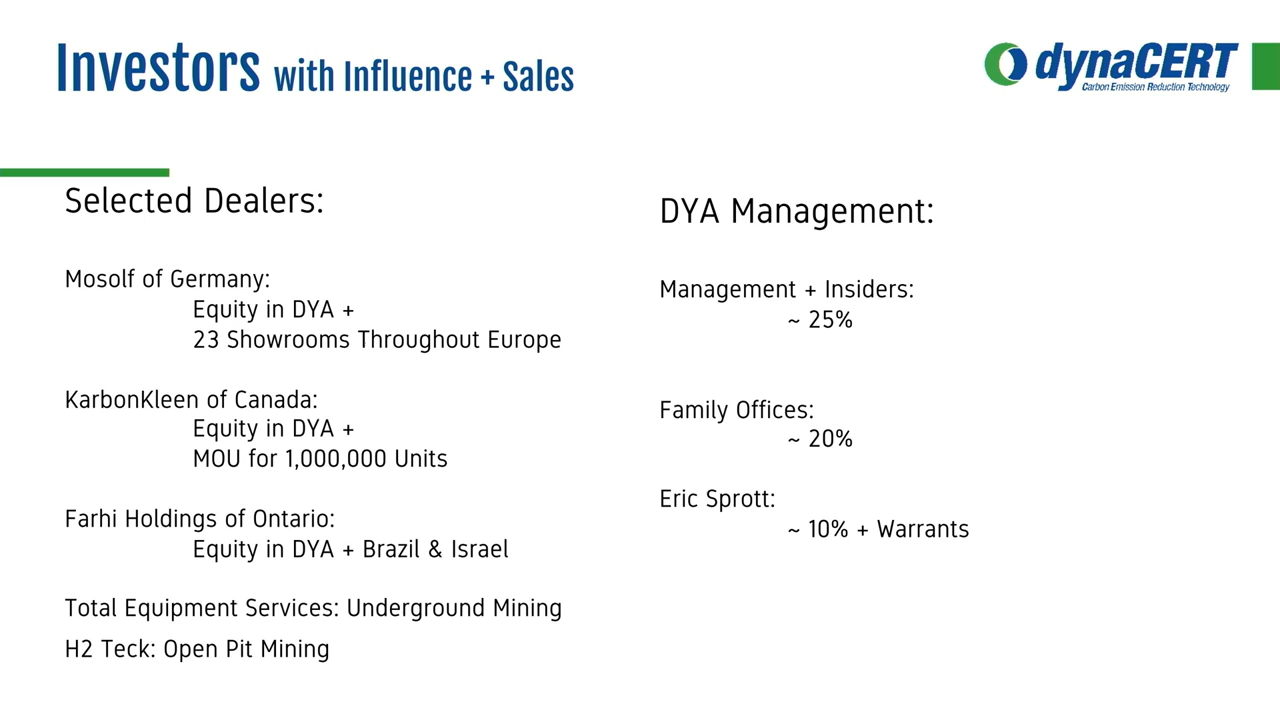 Investors with Influence + Sales
dynaCERT
Carbon Emission Reduction Technology
Selected Dealers:
Mosolf of Germany:
Equity in DYA +
23 Showrooms Throughout Europe
KarbonKleen of Canada:
Equity in DYA +
MOU for 1,000,000 Units
Farhi Holdings of Ontario:
Equity in DYA + Brazil & Israel
Total Equipment Services: Underground Mining
H2 Teck: Open Pit Mining
DYA Management:
Management + Insiders:
~ 25%
Family Offices:
~ 20%
Eric Sprott:
~ 10% + Warrants